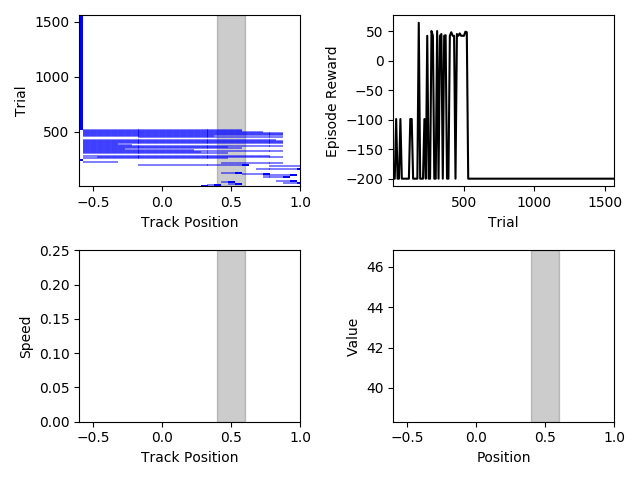 1500
1000
500
Trial
−0.5 0.0 0.5 1.0
Track Position
50
0
−50
−100
−150
−200
Episode Reward
500 1000 1500
Trial
0.25
0.20
0.15
0.10
0.05
0.00
Speed
−0.5 0.0 0.5 1.0
Track Position
46
44
42
40
Value
−0.5 0.0 0.5 1.0
Position